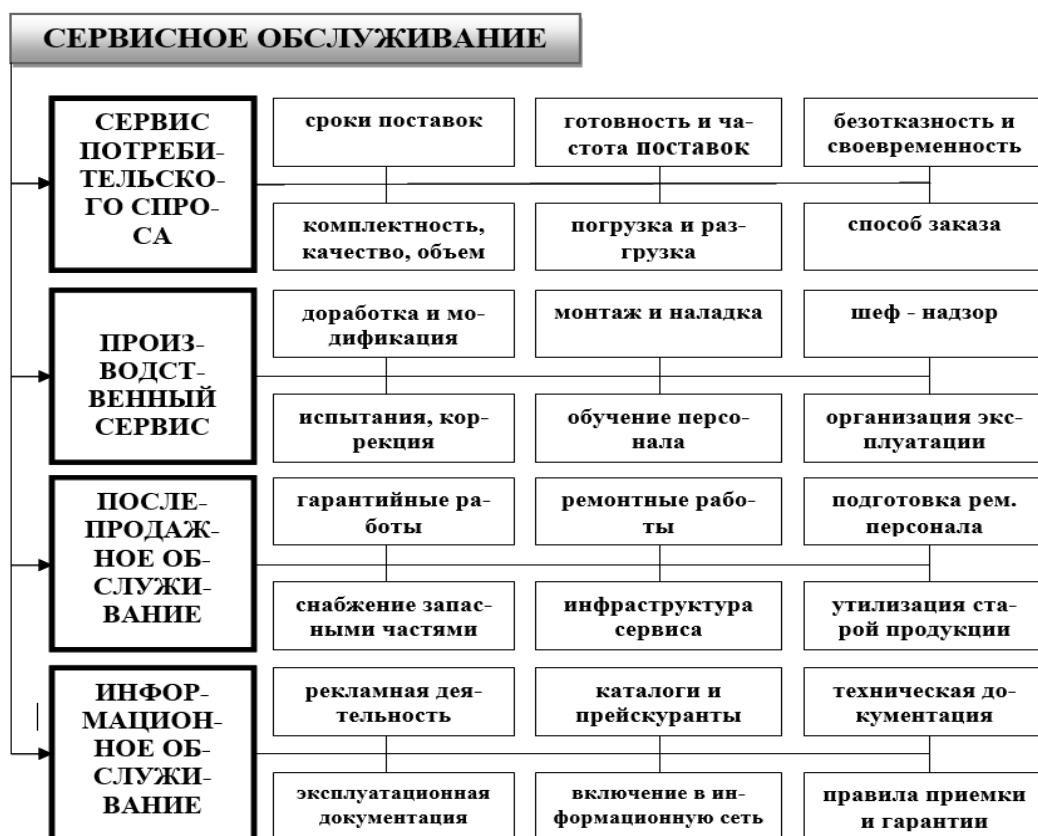 СЕРВИСНОЕ ОБСЛУЖИВАНИЕ
СЕРВИС
ПОТРЕБИ-
ТЕЛЬСКО-
ГО СПРО-
СА
сроки поставок
готовность и ча-
стота поставок
безотказность и
своевременность
комплектность,
качество, объем
погрузка и раз-
грузка
способ заказа
ПРОИЗ-
ВОДСТ-
ВЕННЫЙ
СЕРВИС
доработка и мо-
дификация
монтаж и наладка
шеф - надзор
испытания, кор-
рекция
обучение персо-
нала
организация экс-
плуатации
ПОСЛЕ-
ПРОДАЖ-
НОЕ ОБ-
СЛУЖИ-
ВАНИЕ
гарантийные ра-
боты
ремонтные рабо-
ты
подготовка рем.
персонала
снабжение запас-
ными частями
инфраструктура
сервиса
утилизация ста-
рой продукции
ИНФОР-
МАЦИОН-
НОЕ ОБ-
СЛУЖИ-
ВАНИЕ
рекламная дея-
тельность
каталоги и
прейскуранты
техническая до-
кументация
эксплуатационная
документация
включение в ин-
формационную сеть
правила приемки
и гарантии